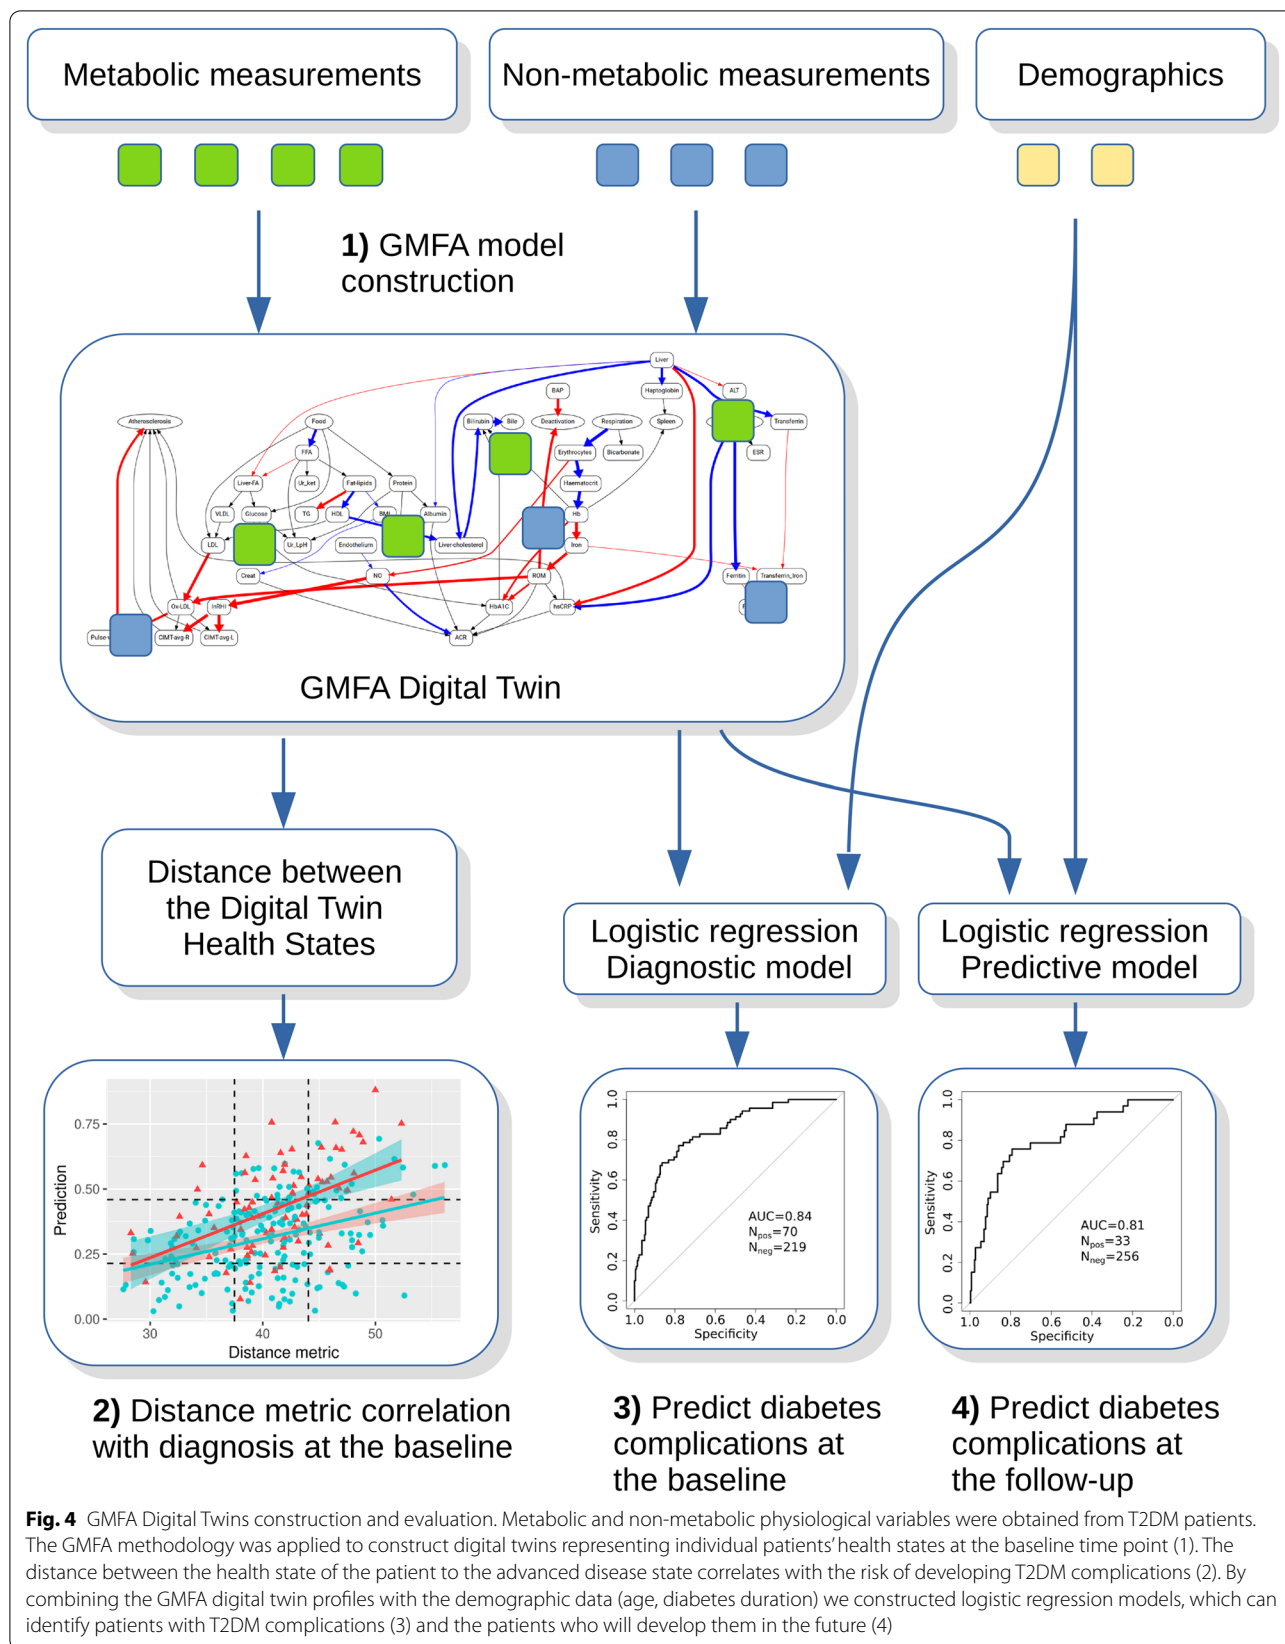 Metabolic measurements
Non-metabolic measurements
Demographics
1) GMFA model
construction
Liver
BAP
Haptoglobin
ALT
Atherosclerosis
Food
Bilirubin
Bile
Deactivation
Respiration
Spleen
Transferrin
FFA
Erythrocytes
Bicarbonate
ESR
Liver-FA
Ur_ket
Fat-lipids
Protein
Haematocrit
VLDL
Glucose
TG
HDL
BMI
Albumin
Hb
LDL
Ur_LpH
Endothelium
Liver-cholesterol
Iron
Creat
NO
ROM
Ferritin
Transferrin_Iron
Ox-LDL
lnRHI
HbA1C
hsCRP
CIMT-avg-R
CIMT-avg-L
ACR
GMFA Digital Twin
Distance between
the Digital Twin
Health States
Logistic regression
Diagnostic model
Logistic regression
Predictive model
Prediction
0.75
0.50
0.25
0.00
30
40
50
Distance metric
Sensitivity
1.0
0.8
0.6
0.4
0.2
0.0
AUC=0.84
Npos=70
Nneg=219
1.0 0.8 0.6 0.4 0.2 0.0
Specificity
Sensitivity
1.0
0.8
0.6
0.4
0.2
0.0
AUC=0.81
Npos=33
Nneg=256
1.0 0.8 0.6 0.4 0.2 0.0
Specificity
2) Distance metric correlation
with diagnosis at the baseline
3) Predict diabetes
complications at
the baseline
4) Predict diabetes
complications at
the follow-up
Fig. 4 GMFA Digital Twins construction and evaluation. Metabolic and non-metabolic physiological variables were obtained from T2DM patients.
The GMFA methodology was applied to construct digital twins representing individual patients' health states at the baseline time point (1). The
distance between the health state of the patient to the advanced disease state correlates with the risk of developing T2DM complications (2). By
combining the GMFA digital twin profiles with the demographic data (age, diabetes duration) we constructed logistic regression models, which can
identify patients with T2DM complications (3) and the patients who will develop them in the future (4)